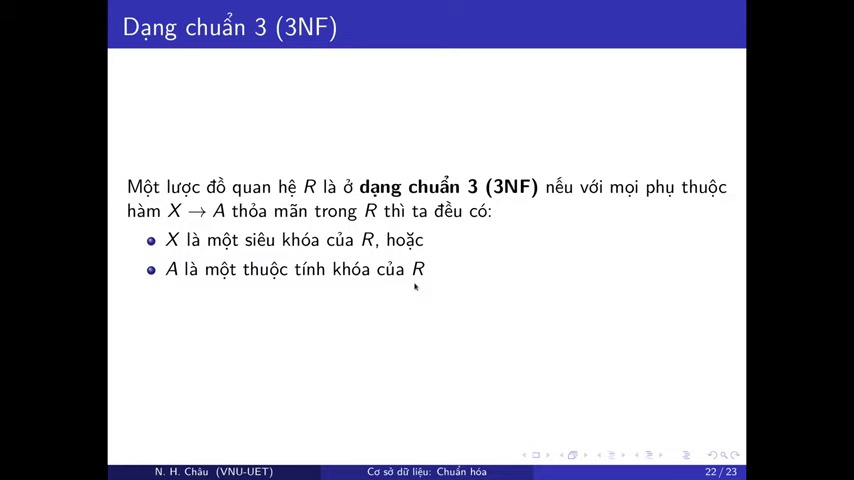 Dạng chuẩn 3 (3NF)
Một lược đồ quan hệ R là ở dạng chuẩn 3 (3NF) nếu với mọi phụ thuộc
hàm X → A thỏa mãn trong R thì ta đều có:
X là một siêu khóa của R, hoặc
A là một thuộc tính khóa của R
N. H. Châu (VNU-UET)
Cơ sở dữ liệu: Chuẩn hóa
22 / 23